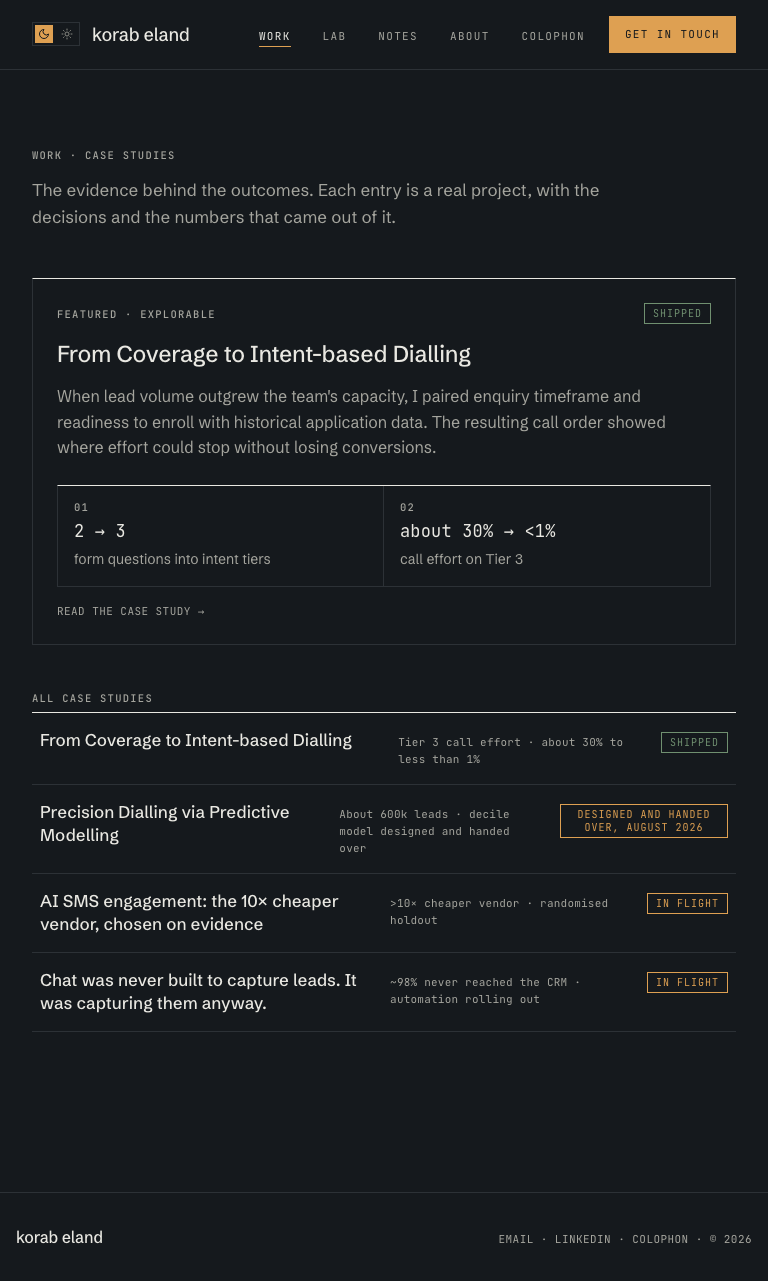 korab eland
WORK
LAB
NOTES
ABOUT
COLOPHON
GET IN TOUCH
WORK · CASE STUDIES
The evidence behind the outcomes. Each entry is a real project, with the
decisions and the numbers that came out of it.
FEATURED · EXPLORABLE
SHIPPED
From Coverage to Intent-based Dialling
When lead volume outgrew the team's capacity, I paired enquiry timeframe and
readiness to enroll with historical application data. The resulting call order showed
where effort could stop without losing conversions.
01
2 → 3
form questions into intent tiers
02
about 30% → <1%
call effort on Tier 3
READ THE CASE STUDY →
ALL CASE STUDIES
From Coverage to Intent-based Dialling
Tier 3 call effort · about 30% to
less than 1%
SHIPPED
Precision Dialling via Predictive
Modelling
About 600k leads · decile
model designed and handed
over
DESIGNED AND HANDED
OVER, AUGUST 2026
AI SMS engagement: the 10× cheaper
vendor, chosen on evidence
>10× cheaper vendor · randomised
holdout
IN FLIGHT
Chat was never built to capture leads. It
was capturing them anyway.
~98% never reached the CRM ·
automation rolling out
IN FLIGHT
korab eland
EMAIL · LINKEDIN · COLOPHON · © 2026